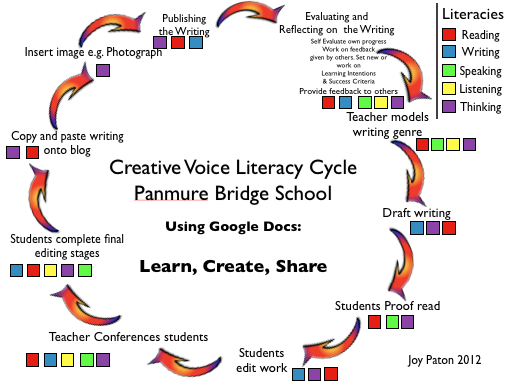 Publishing
the Writing
Evaluating and
Reflecting on the Writing
Self Evaluate own progress
Work on feedback
given by others. Set new or
work on
Learning Intentions
& Success Criteria
Provide feedback to others
Literacies
Reading
Writing
Speaking
Listening
Thinking
Insert image e.g. Photograph
Teacher models
writing genre
Copy and paste writing
onto blog
Creative Voice Literacy Cycle
Panmure Bridge School
Using Google Docs:
Learn, Create, Share
Draft writing
Students complete final
editing stages
Students Proof read
Teacher Conferences students
Students
edit work
Joy Paton 2012